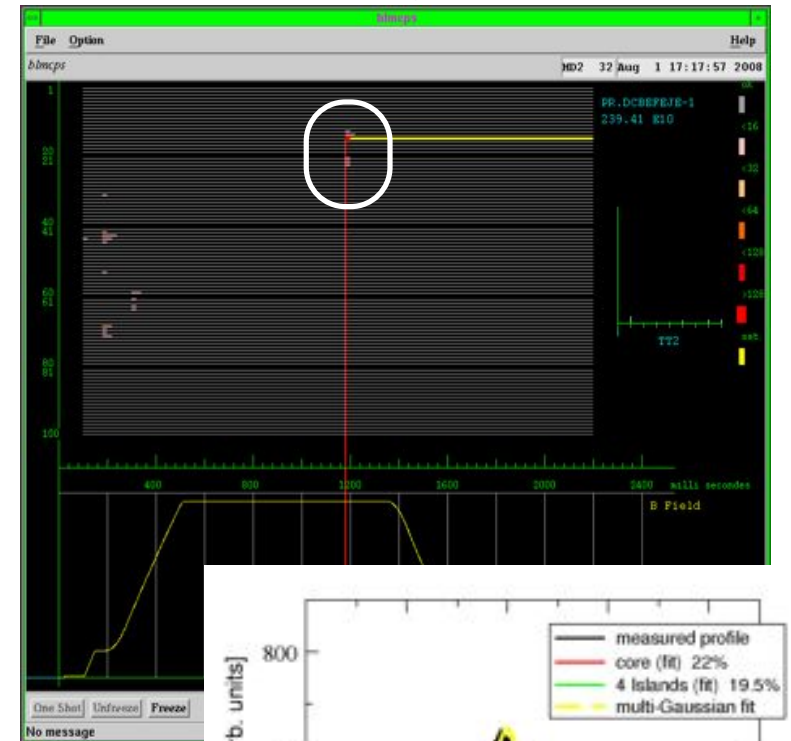 blmcps
File Option Help
blmcps MD2 32 Aug 1 17:17:57 2008
PR.DCBEFEJE-1
239.41 E10
ok
<16
<32
<64
<128
>128
sat
1
20
21
40
41
60
61
80
81
100
TT2
400 800 1200 1600 2000 2400 milli secondes
B Field
One Shot Unfreeze Freeze
No message
measured profile
core (fit) 22%
4 Islands (fit) 19.5%
multi-Gaussian fit
800
rb. units]